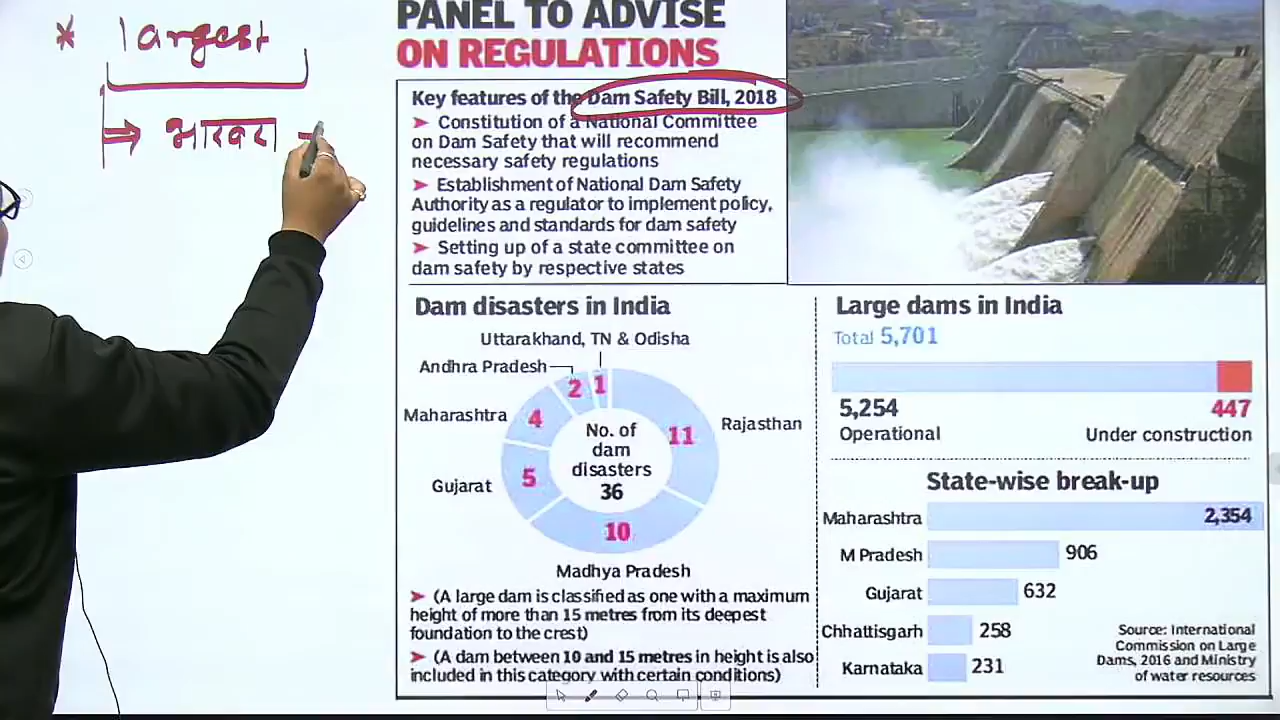 * largest
⇒ भारवरा -
PANEL TO ADVISE
ON REGULATIONS
Key features of the Dam Safety Bill, 2018
➤ Constitution of a National Committee
on Dam Safety that will recommend
necessary safety regulations
➤ Establishment of National Dam Safety
Authority as a regulator to implement policy,
guidelines and standards for dam safety
➤ Setting up of a state committee on
dam safety by respective states
Dam disasters in India
Uttarakhand, TN & Odisha
Andhra Pradesh
2
1
Maharashtra
4
Rajasthan
11
No. of
dam
disasters
36
Gujarat
5
10
Madhya Pradesh
➤ (A large dam is classified as one with a maximum
height of more than 15 metres from its deepest
foundation to the crest)
➤ (A dam between 10 and 15 metres in height is also
included in this category with certain conditions)
Large dams in India
Total 5,701
5,254
447
Operational
Under construction
State-wise break-up
Maharashtra 2,354
M Pradesh 906
Gujarat 632
Chhattisgarh 258
Karnataka 231
Source: International
Commission on Large
Dams, 2016 and Ministry
of water resources